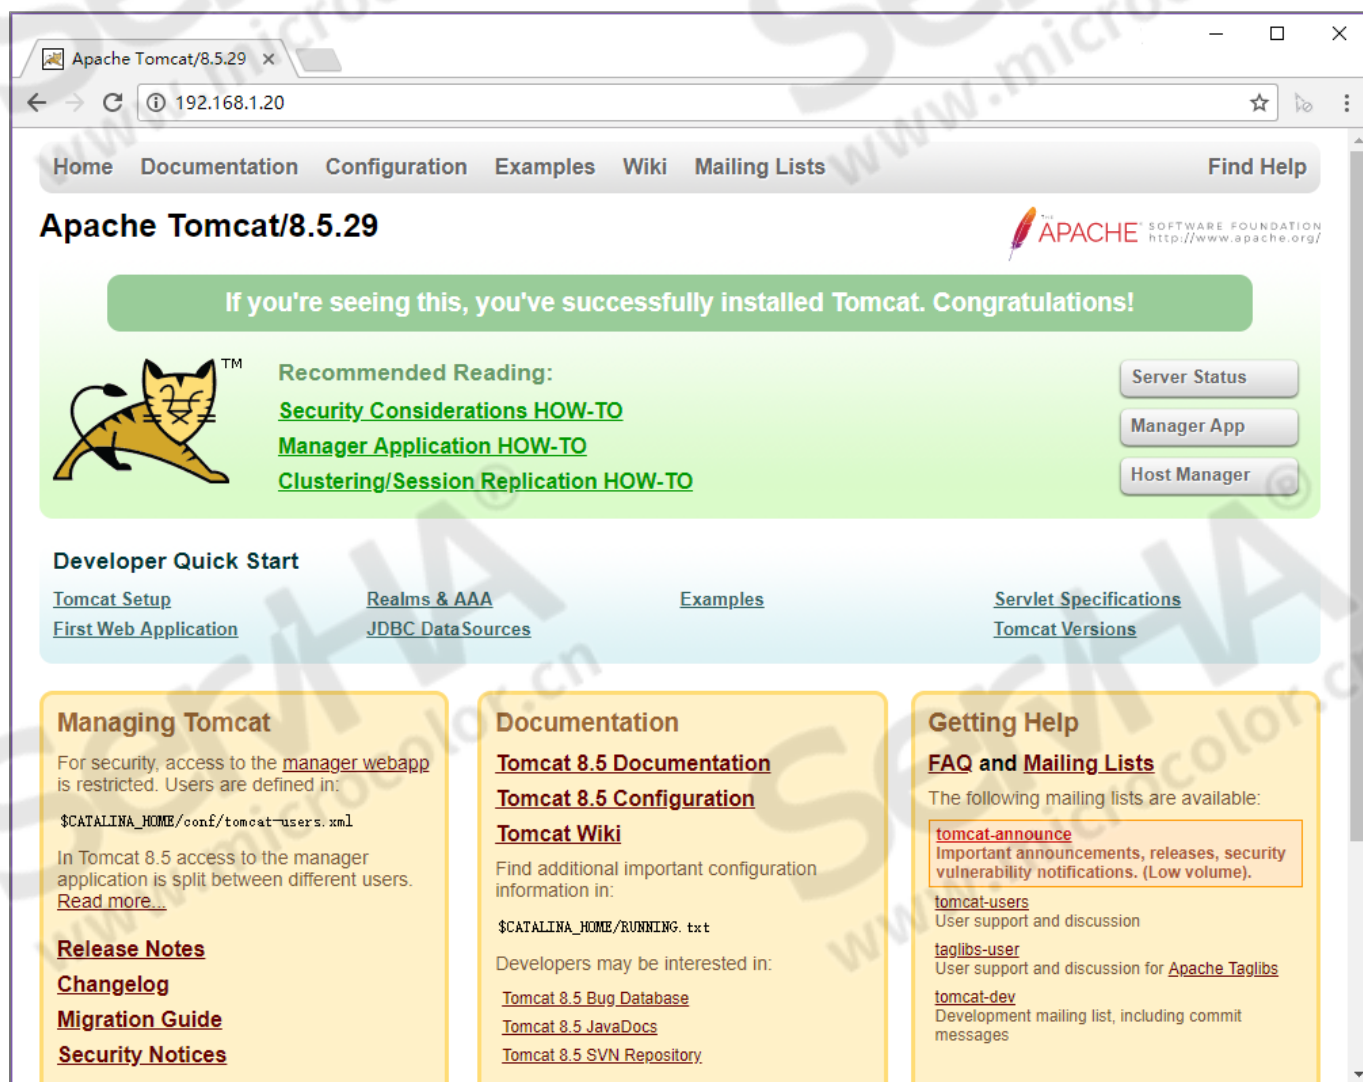 Apache Tomcat/8.5.29
192.168.1.20
Home Documentation Configuration Examples Wiki Mailing Lists Find Help
Apache Tomcat/8.5.29
THE APACHE SOFTWARE FOUNDATION
http://www.apache.org/
If you're seeing this, you've successfully installed Tomcat. Congratulations!
TM
Recommended Reading:
Security Considerations HOW-TO
Manager Application HOW-TO
Clustering/Session Replication HOW-TO
Server Status
Manager App
Host Manager
Developer Quick Start
Tomcat Setup
First Web Application
Realms & AAA
JDBC DataSources
Examples
Servlet Specifications
Tomcat Versions
Managing Tomcat
For security, access to the manager webapp
is restricted. Users are defined in:
$CATALINA_HOME/conf/tomcat-users.xml
In Tomcat 8.5 access to the manager
application is split between different users.
Read more...
Release Notes
Changelog
Migration Guide
Security Notices
Documentation
Tomcat 8.5 Documentation
Tomcat 8.5 Configuration
Tomcat Wiki
Find additional important configuration
information in:
$CATALINA_HOME/RUNNING.txt
Developers may be interested in:
Tomcat 8.5 Bug Database
Tomcat 8.5 JavaDocs
Tomcat 8.5 SVN Repository
Getting Help
FAQ and Mailing Lists
The following mailing lists are available:
tomcat-announce
Important announcements, releases, security
vulnerability notifications. (Low volume).
tomcat-users
User support and discussion
taglibs-user
User support and discussion for Apache Taglibs
tomcat-dev
Development mailing list, including commit
messages
ServHA®
www.microcolor.cn